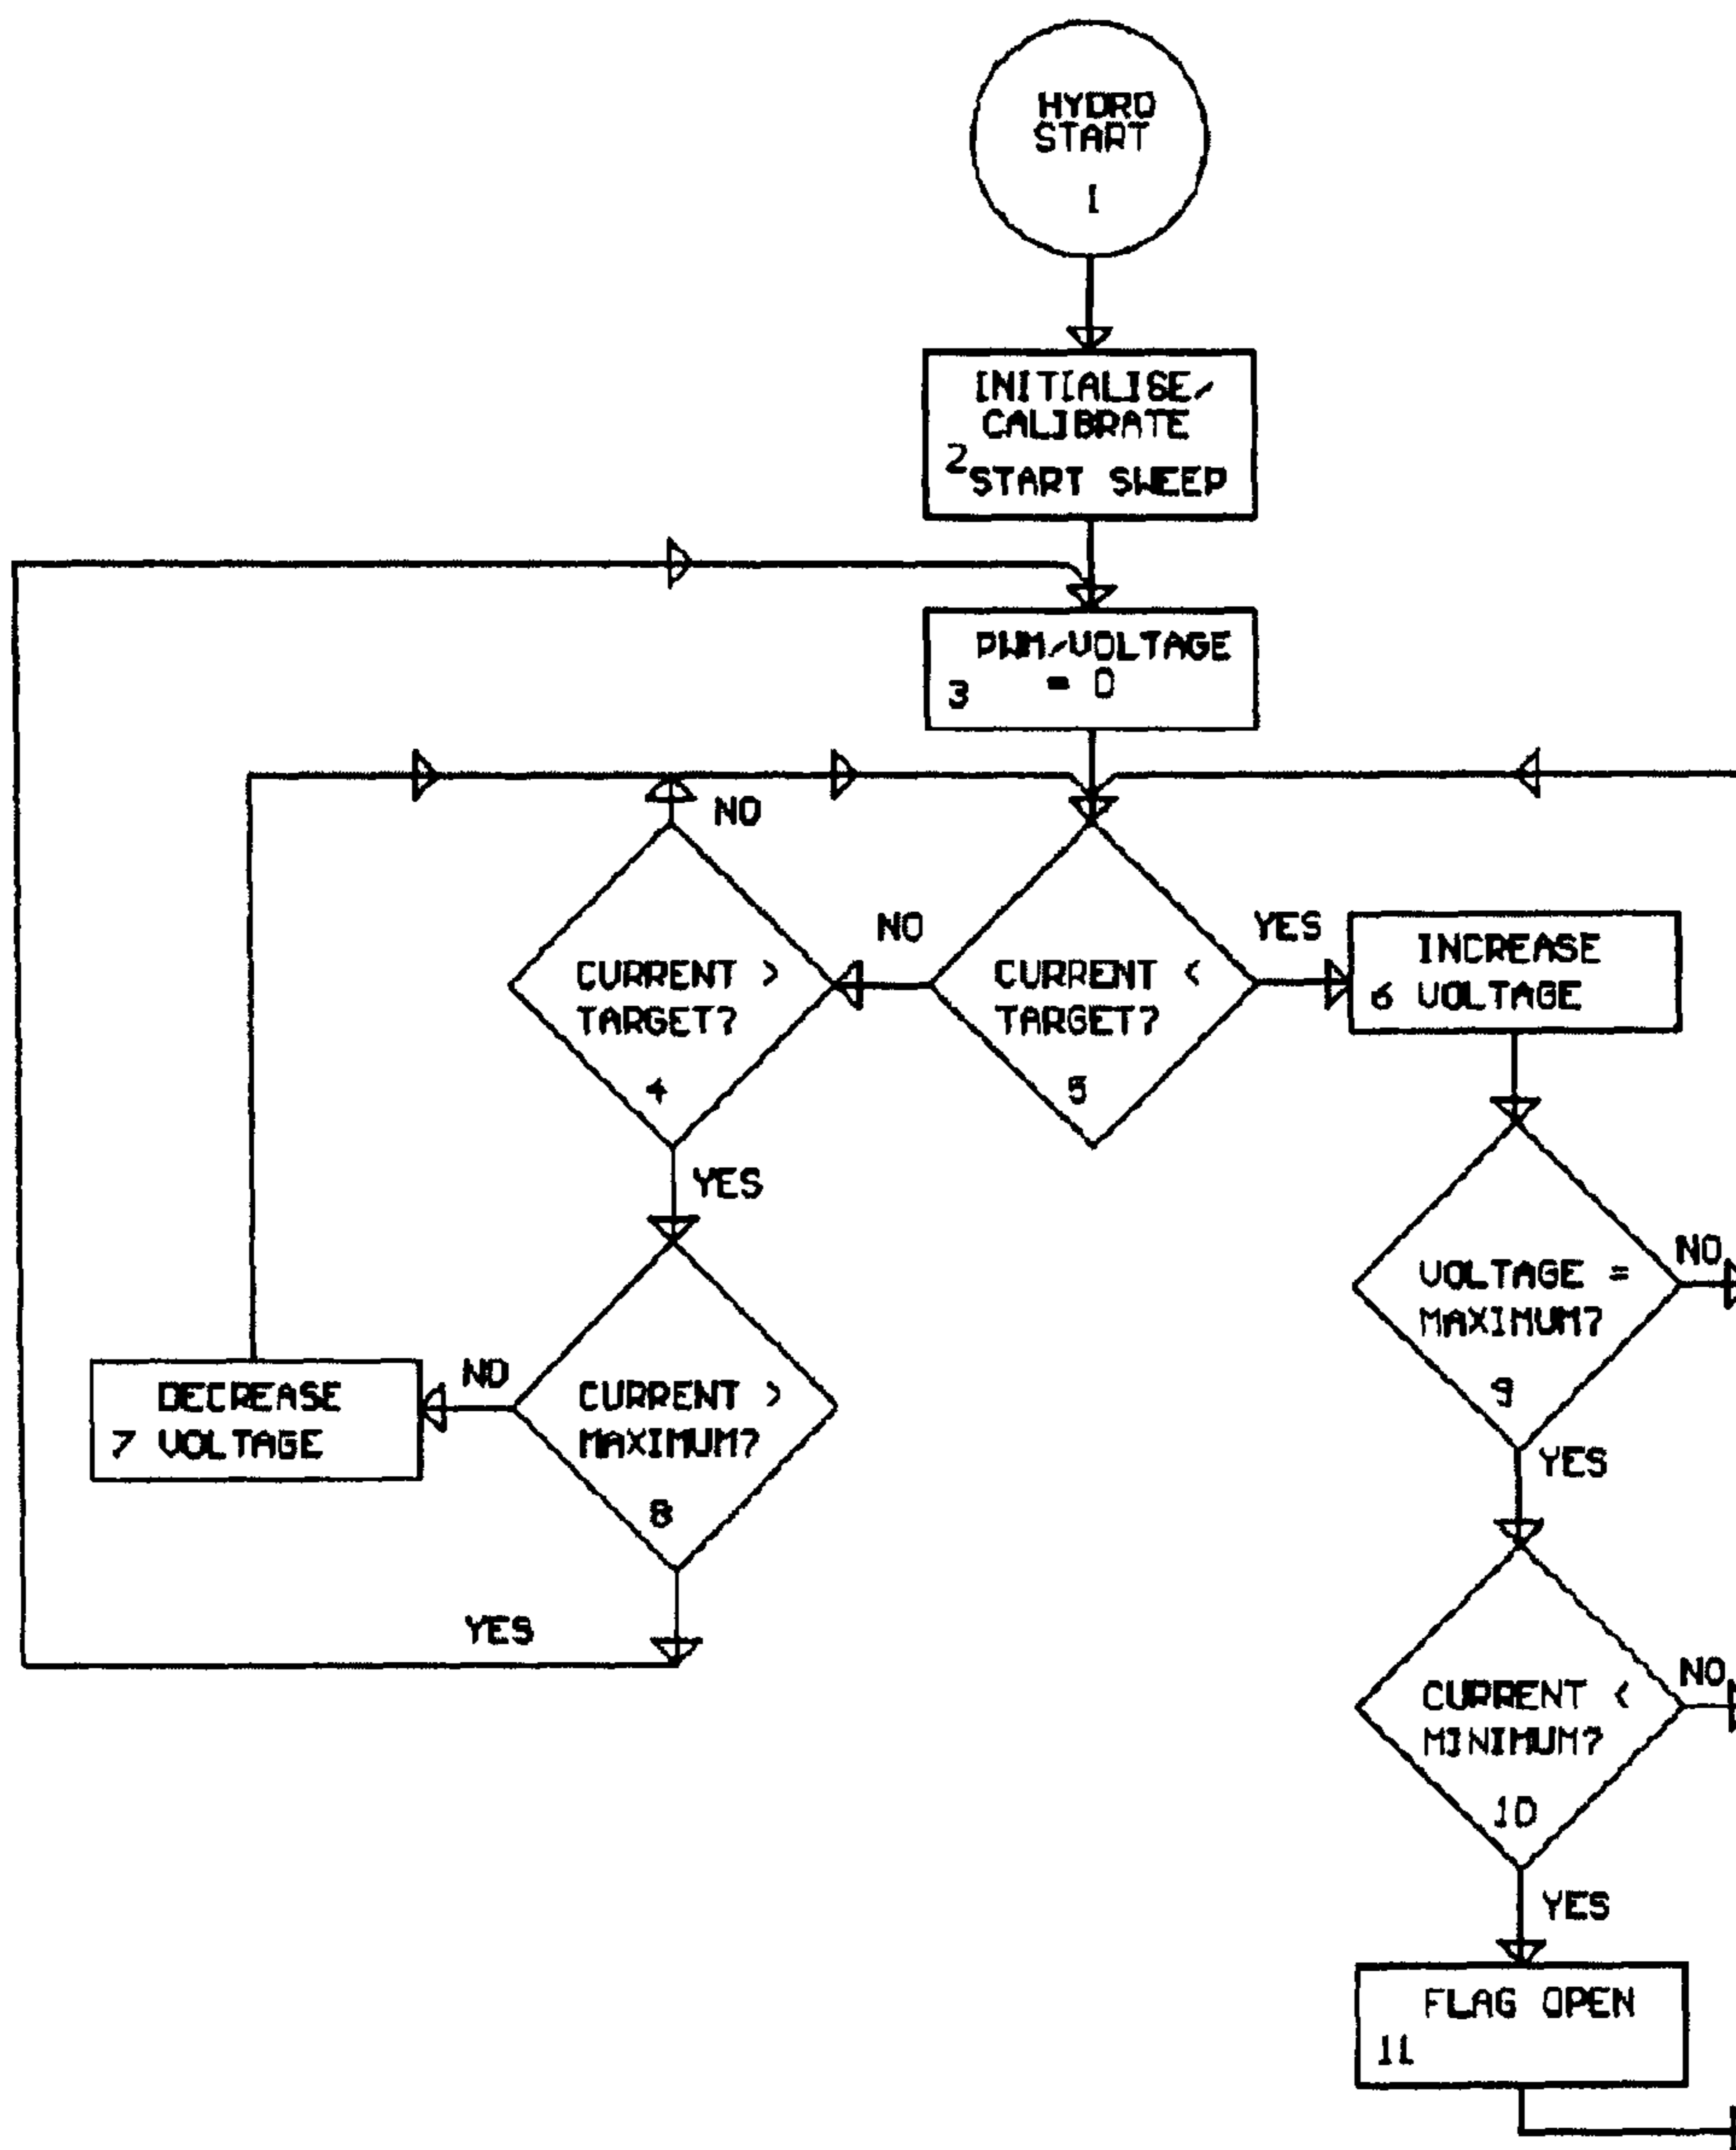 HYDRO
START
1
INITIALISE/
CALIBRATE
2
START SWEEP
PWM/VOLTAGE
3 = 0
NO
NO
YES
CURRENT >
TARGET?
4
CURRENT <
TARGET?
5
INCREASE
6 VOLTAGE
YES
VOLTAGE =
MAXIMUM?
9
NO
DECREASE
7 VOLTAGE
NO
CURRENT >
MAXIMUM?
8
YES
YES
CURRENT <
MINIMUM?
10
NO
YES
FLAG OPEN
11